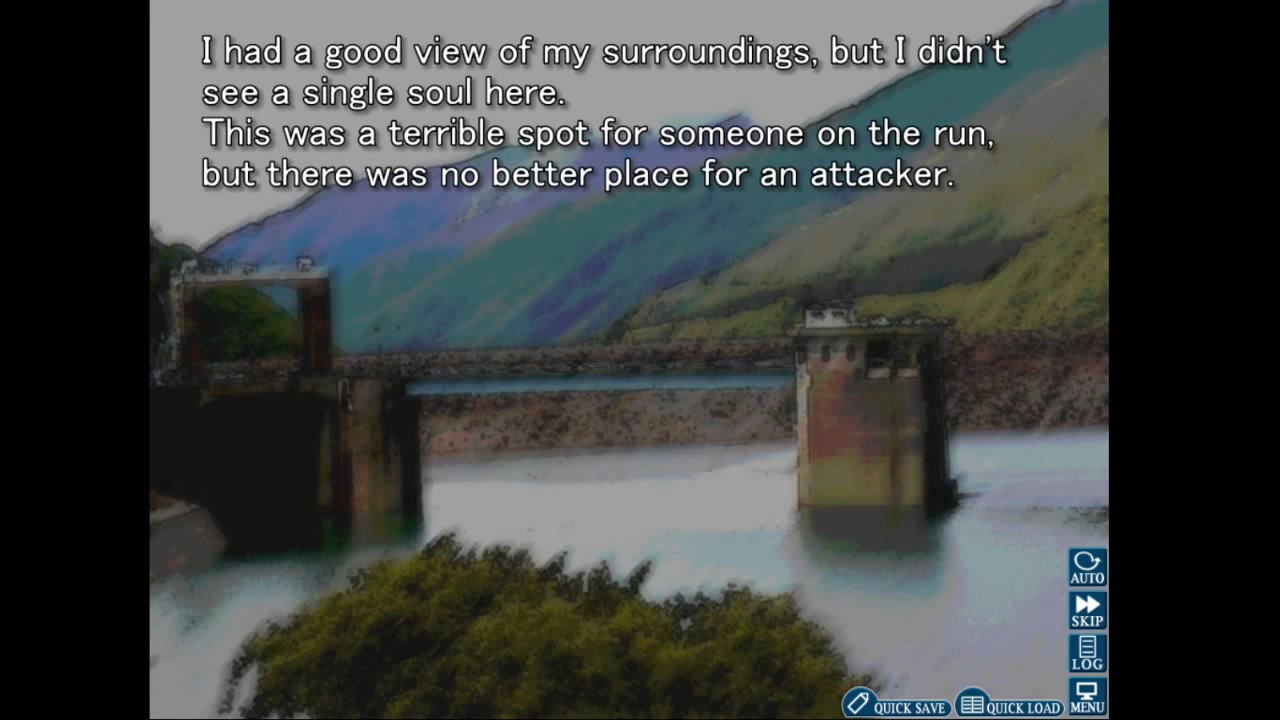 I had a good view of my surroundings, but I didn't
see a single soul here.
This was a terrible spot for someone on the run,
but there was no better place for an attacker.
AUTO
SKIP
LOG
MENU
QUICK SAVE
QUICK LOAD